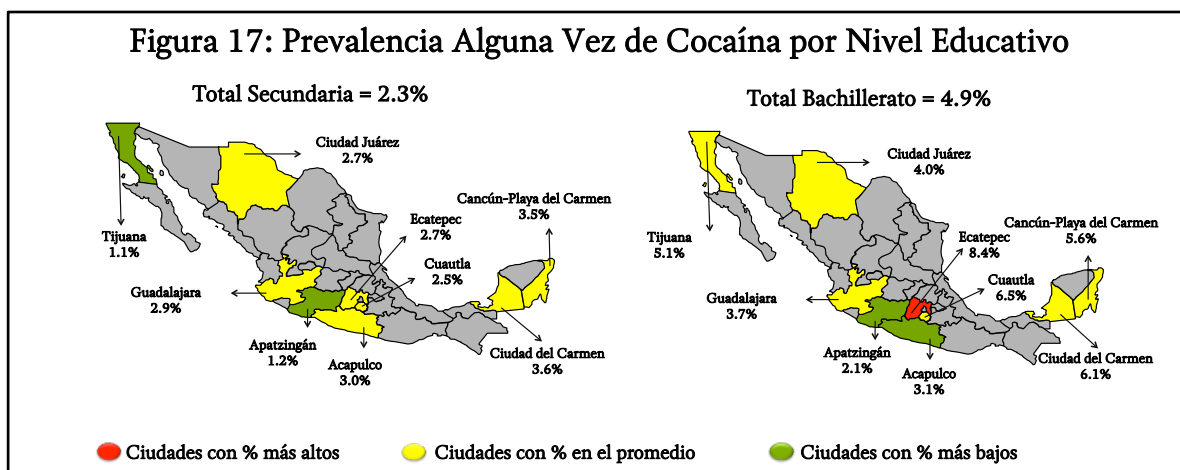 Figura 17: Prevalencia Alguna Vez de Cocaína por Nivel Educativo
Total Secundaria = 2.3%
Ciudad Juárez
2.7%
Cancún-Playa del Carmen
3.5%
Ecatepec
2.7%
Tijuana
1.1%
Cuautla
2.5%
Guadalajara
2.9%
Apatzingán
1.2%
Acapulco
3.0%
Ciudad del Carmen
3.6%
Total Bachillerato = 4.9%
Ciudad Juárez
4.0%
Cancún-Playa del Carmen
5.6%
Tijuana
5.1%
Ecatepec
8.4%
Cuautla
6.5%
Guadalajara
3.7%
Apatzingán
2.1%
Acapulco
3.1%
Ciudad del Carmen
6.1%
Ciudades con % más altos
Ciudades con % en el promedio
Ciudades con % más bajos